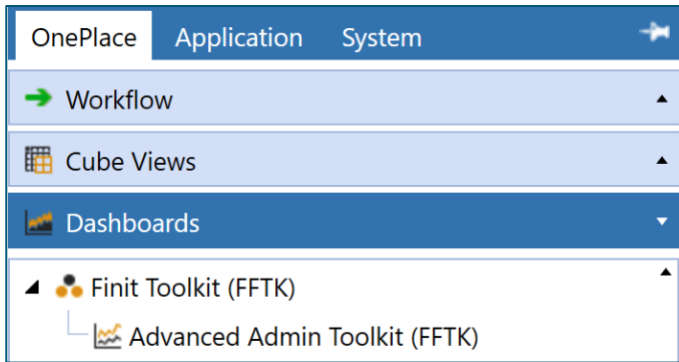 OnePlace Application System
Workflow
Cube Views
Dashboards
Finit Toolkit (FFTK)
Advanced Admin Toolkit (FFTK)